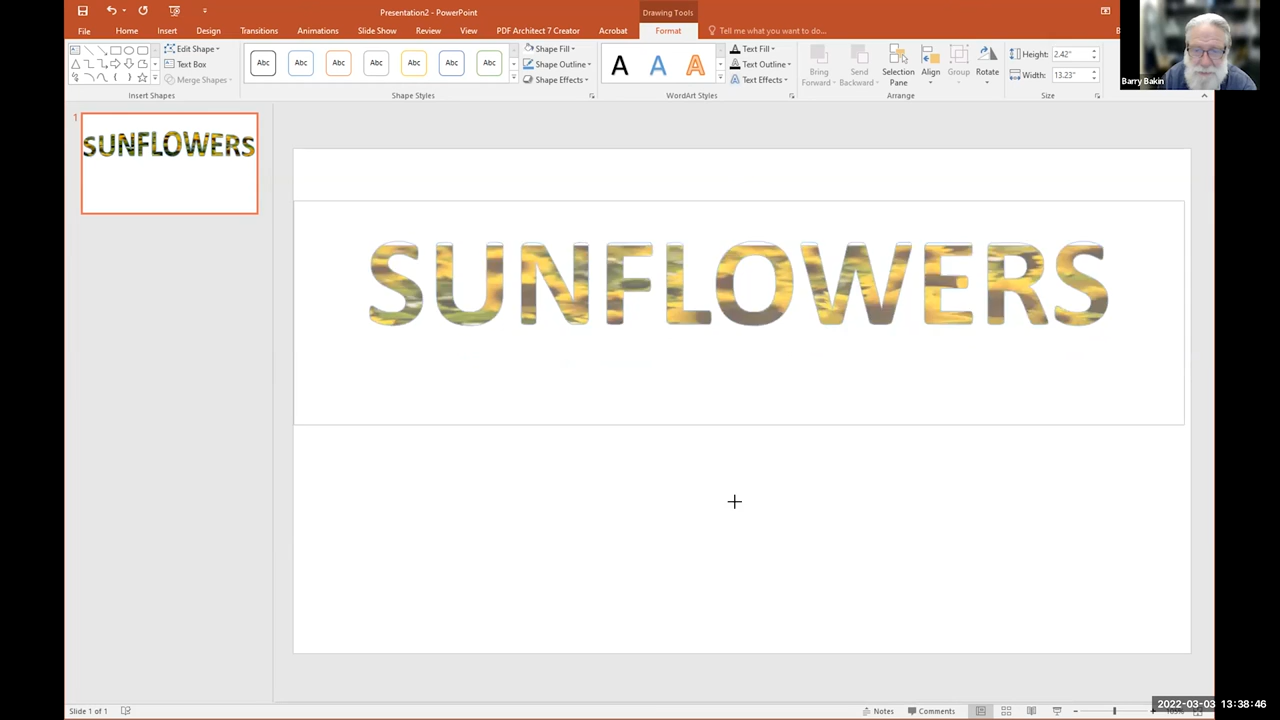 Presentation2 - PowerPoint
Drawing Tools
File Home Insert Design Transitions Animations Slide Show Review View PDF Architect 7 Creator Acrobat Format Tell me what you want to do...
Edit Shape
Text Box
Merge Shapes
Insert Shapes
Abc Abc Abc Abc Abc Abc Abc
Shape Styles
Shape Fill
Shape Outline
Shape Effects
A A A
WordArt Styles
Text Fill
Text Outline
Text Effects
Bring Forward
Send Backward
Selection Pane
Align
Group
Rotate
Arrange
Height: 2.42"
Width: 13.23"
Size
Barry Bakin
1
SUNFLOWERS
SUNFLOWERS
Slide 1 of 1
Notes
Comments
2022-03-03 13:38:46